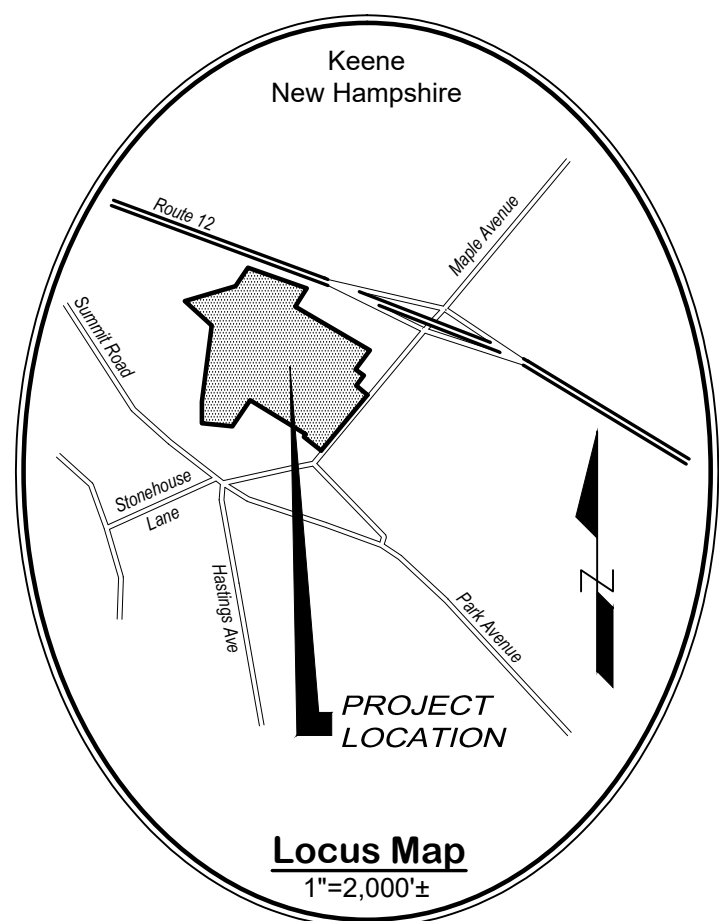 Keene
New Hampshire
Route 12
Maple Avenue
Summit Road
Stonehouse
Lane
Hastings Ave
Park Avenue
N
PROJECT
LOCATION
Locus Map
1"=2,000'±